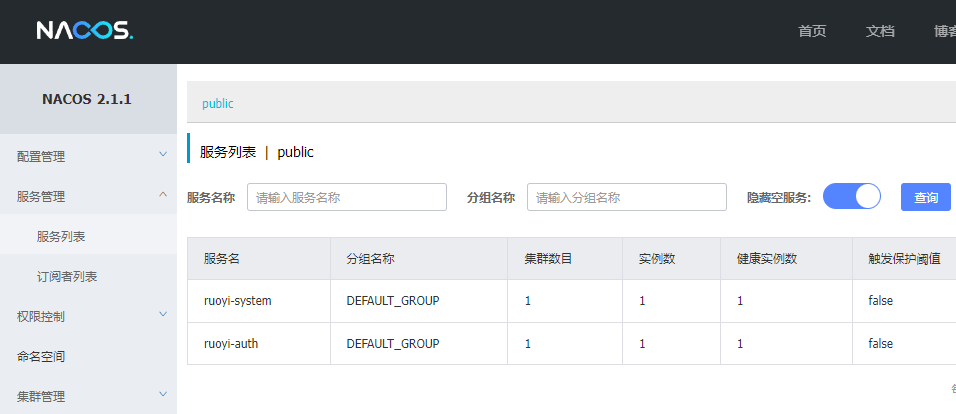 NACOS.
首页 文档 博客
NACOS 2.1.1
public
配置管理
服务列表 | public
服务管理
服务名称 请输入服务名称 分组名称 请输入分组名称 隐藏空服务: 查询
服务列表
服务名 分组名称 集群数目 实例数 健康实例数 触发保护阈值
订阅者列表
ruoyi-system DEFAULT_GROUP 1 1 1 false
权限控制
ruoyi-auth DEFAULT_GROUP 1 1 1 false
命名空间
集群管理